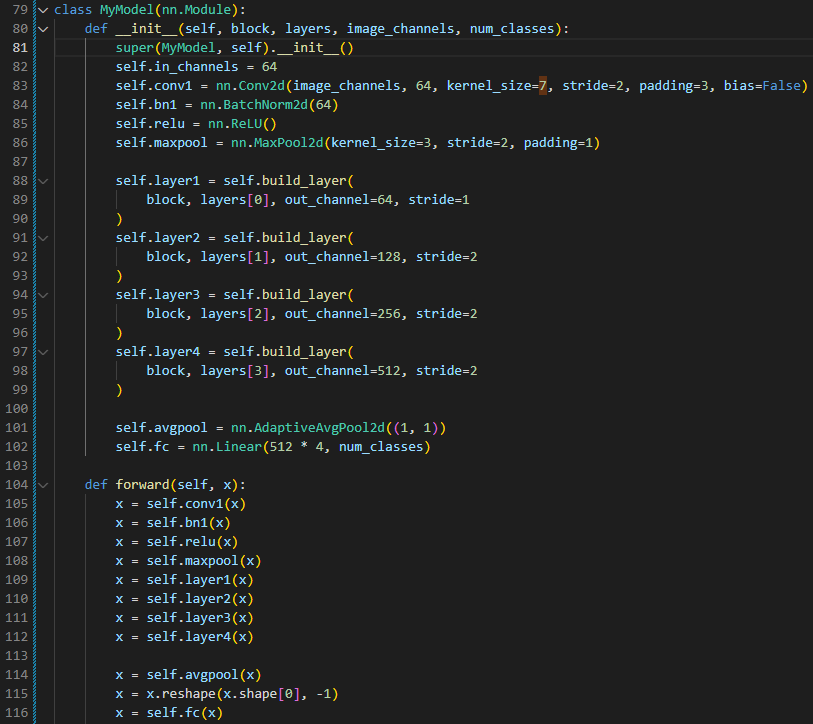 79 class MyModel(nn.Module):
80     def __init__(self, block, layers, image_channels, num_classes):
81         super(MyModel, self).__init__()
82         self.in_channels = 64
83         self.conv1 = nn.Conv2d(image_channels, 64, kernel_size=7, stride=2, padding=3, bias=False)
84         self.bn1 = nn.BatchNorm2d(64)
85         self.relu = nn.ReLU()
86         self.maxpool = nn.MaxPool2d(kernel_size=3, stride=2, padding=1)
87
88         self.layer1 = self.build_layer(
89             block, layers[0], out_channel=64, stride=1
90         )
91         self.layer2 = self.build_layer(
92             block, layers[1], out_channel=128, stride=2
93         )
94         self.layer3 = self.build_layer(
95             block, layers[2], out_channel=256, stride=2
96         )
97         self.layer4 = self.build_layer(
98             block, layers[3], out_channel=512, stride=2
99         )
100
101         self.avgpool = nn.AdaptiveAvgPool2d((1, 1))
102         self.fc = nn.Linear(512 * 4, num_classes)
103
104     def forward(self, x):
105         x = self.conv1(x)
106         x = self.bn1(x)
107         x = self.relu(x)
108         x = self.maxpool(x)
109         x = self.layer1(x)
110         x = self.layer2(x)
111         x = self.layer3(x)
112         x = self.layer4(x)
113
114         x = self.avgpool(x)
115         x = x.reshape(x.shape[0], -1)
116         x = self.fc(x)